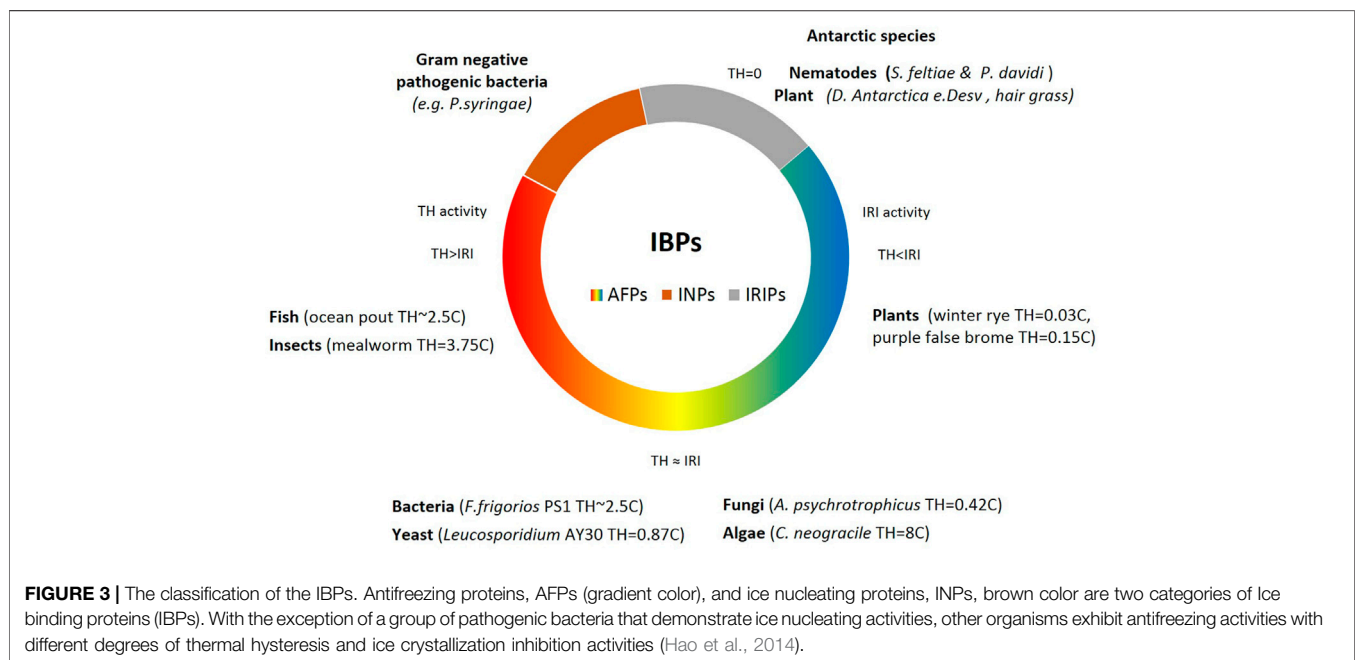 Antarctic species
Gram negative
pathogenic bacteria
(e.g. P.syringae)
TH=0
Nematodes (S. feltiae & P. davidi )
Plant (D. Antarctica e.Desv , hair grass)
TH activity
TH>IRI
IRI activity
TH<IRI
IBPs
AFPs INPs IRIPs
Fish (ocean pout TH~2.5C)
Insects (mealworm TH=3.75C)
Plants (winter rye TH=0.03C,
purple false brome TH=0.15C)
TH ≈ IRI
Bacteria (F.frigorios PS1 TH~2.5C)
Yeast (Leucosporidium AY30 TH=0.87C)
Fungi (A. psychrotrophicus TH=0.42C)
Algae (C. neogracile TH=8C)
FIGURE 3 | The classification of the IBPs. Antifreezing proteins, AFPs (gradient color), and ice nucleating proteins, INPs, brown color are two categories of Ice
binding proteins (IBPs). With the exception of a group of pathogenic bacteria that demonstrate ice nucleating activities, other organisms exhibit antifreezing activities with
different degrees of thermal hysteresis and ice crystallization inhibition activities (Hao et al., 2014).